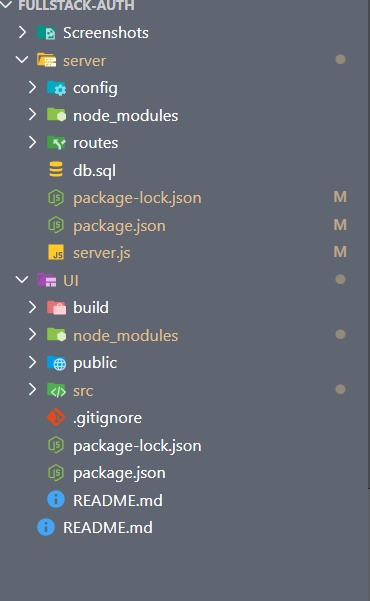 FULLSTACK-AUTH
Screenshots
server
config
node_modules
routes
db.sql
package-lock.json M
package.json M
JS server.js M
UI
build
node_modules
public
src
.gitignore
package-lock.json
package.json
README.md
README.md